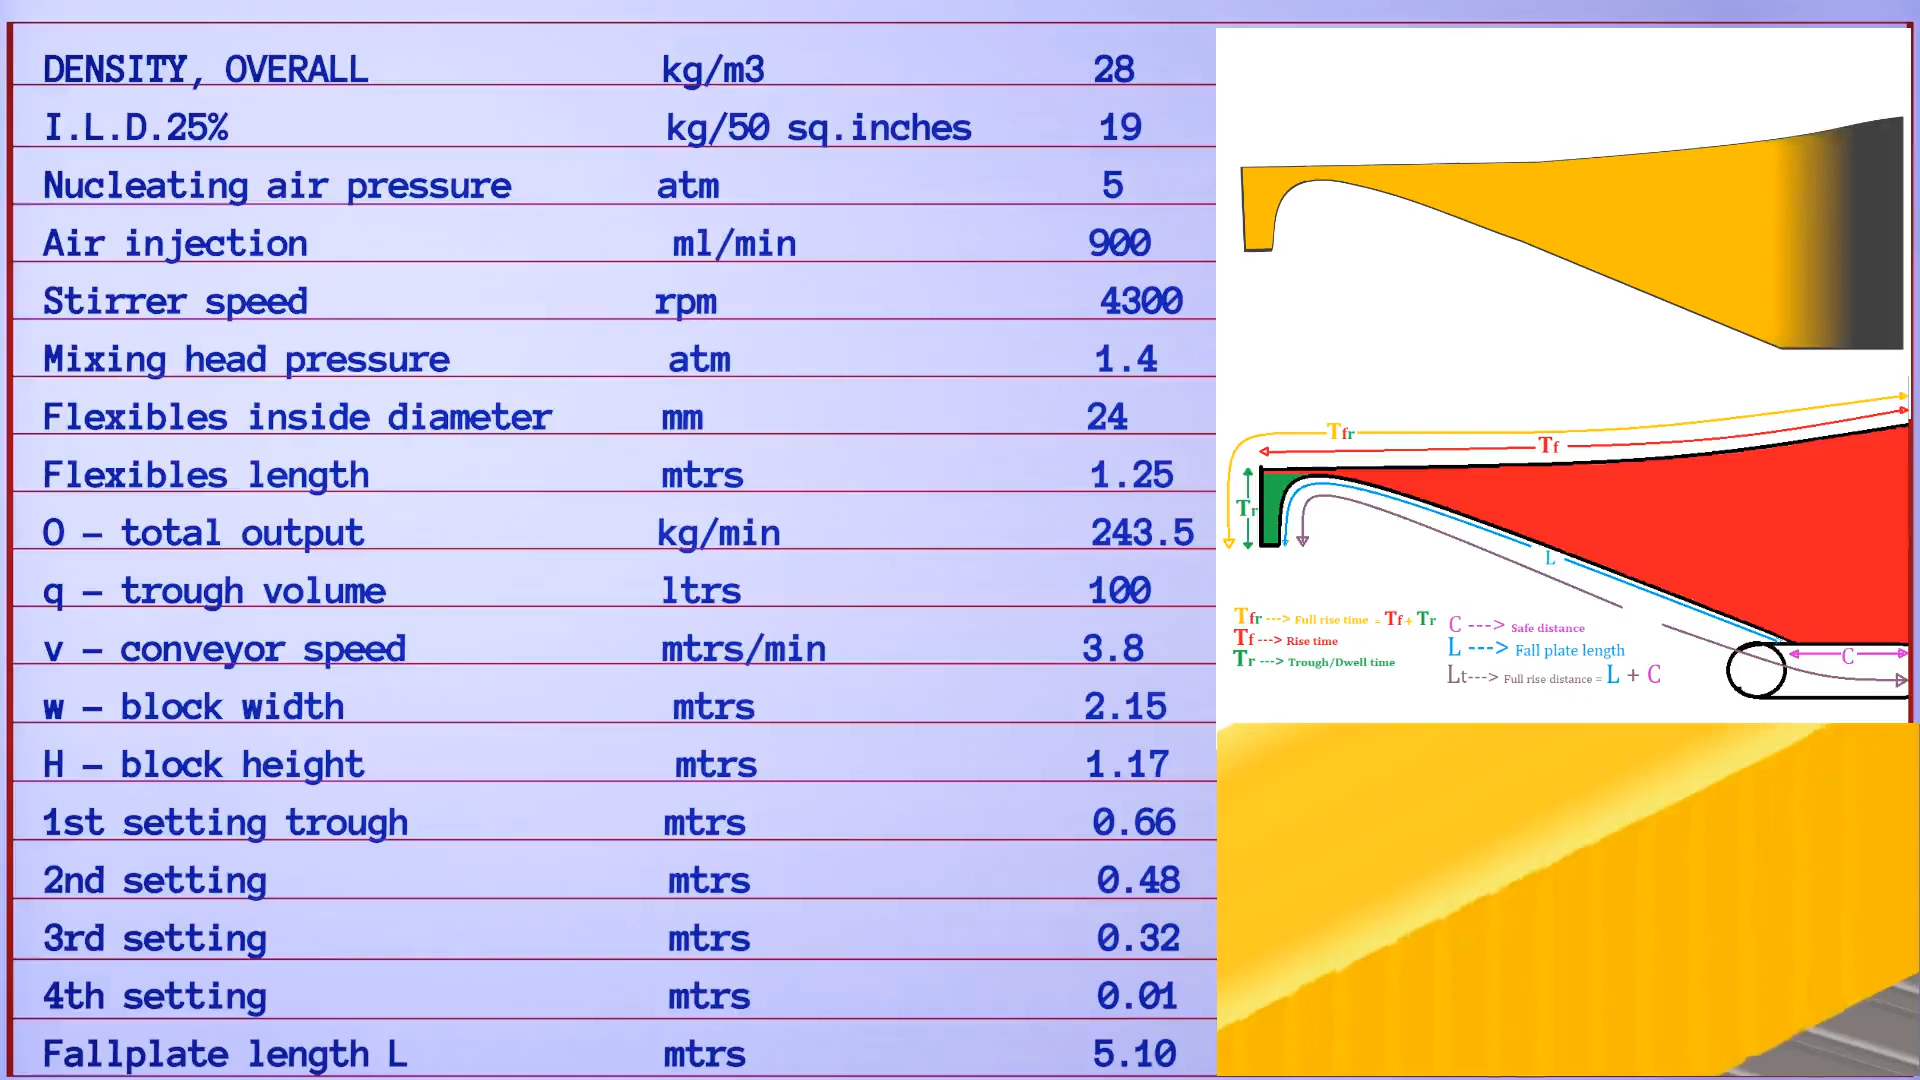 DENSITY, OVERALL kg/m3 28
I.L.D.25% kg/50 sq.inches 19
Nucleating air pressure atm 5
Air injection ml/min 900
Stirrer speed rpm 4300
Mixing head pressure atm 1.4
Flexibles inside diameter mm 24
Flexibles length mtrs 1.25
O – total output kg/min 243.5
q – trough volume ltrs 100
v – conveyor speed mtrs/min 3.8
w – block width mtrs 2.15
H – block height mtrs 1.17
1st setting trough mtrs 0.66
2nd setting mtrs 0.48
3rd setting mtrs 0.32
4th setting mtrs 0.01
Fallplate length L mtrs 5.10
Tfr
Tf
Tr
L
C
Tfr ---> Full rise time = Tf + Tr
Tf ---> Rise time
Tr ---> Trough/Dwell time
C ---> Safe distance
L ---> Fall plate length
Lt---> Full rise distance = L + C